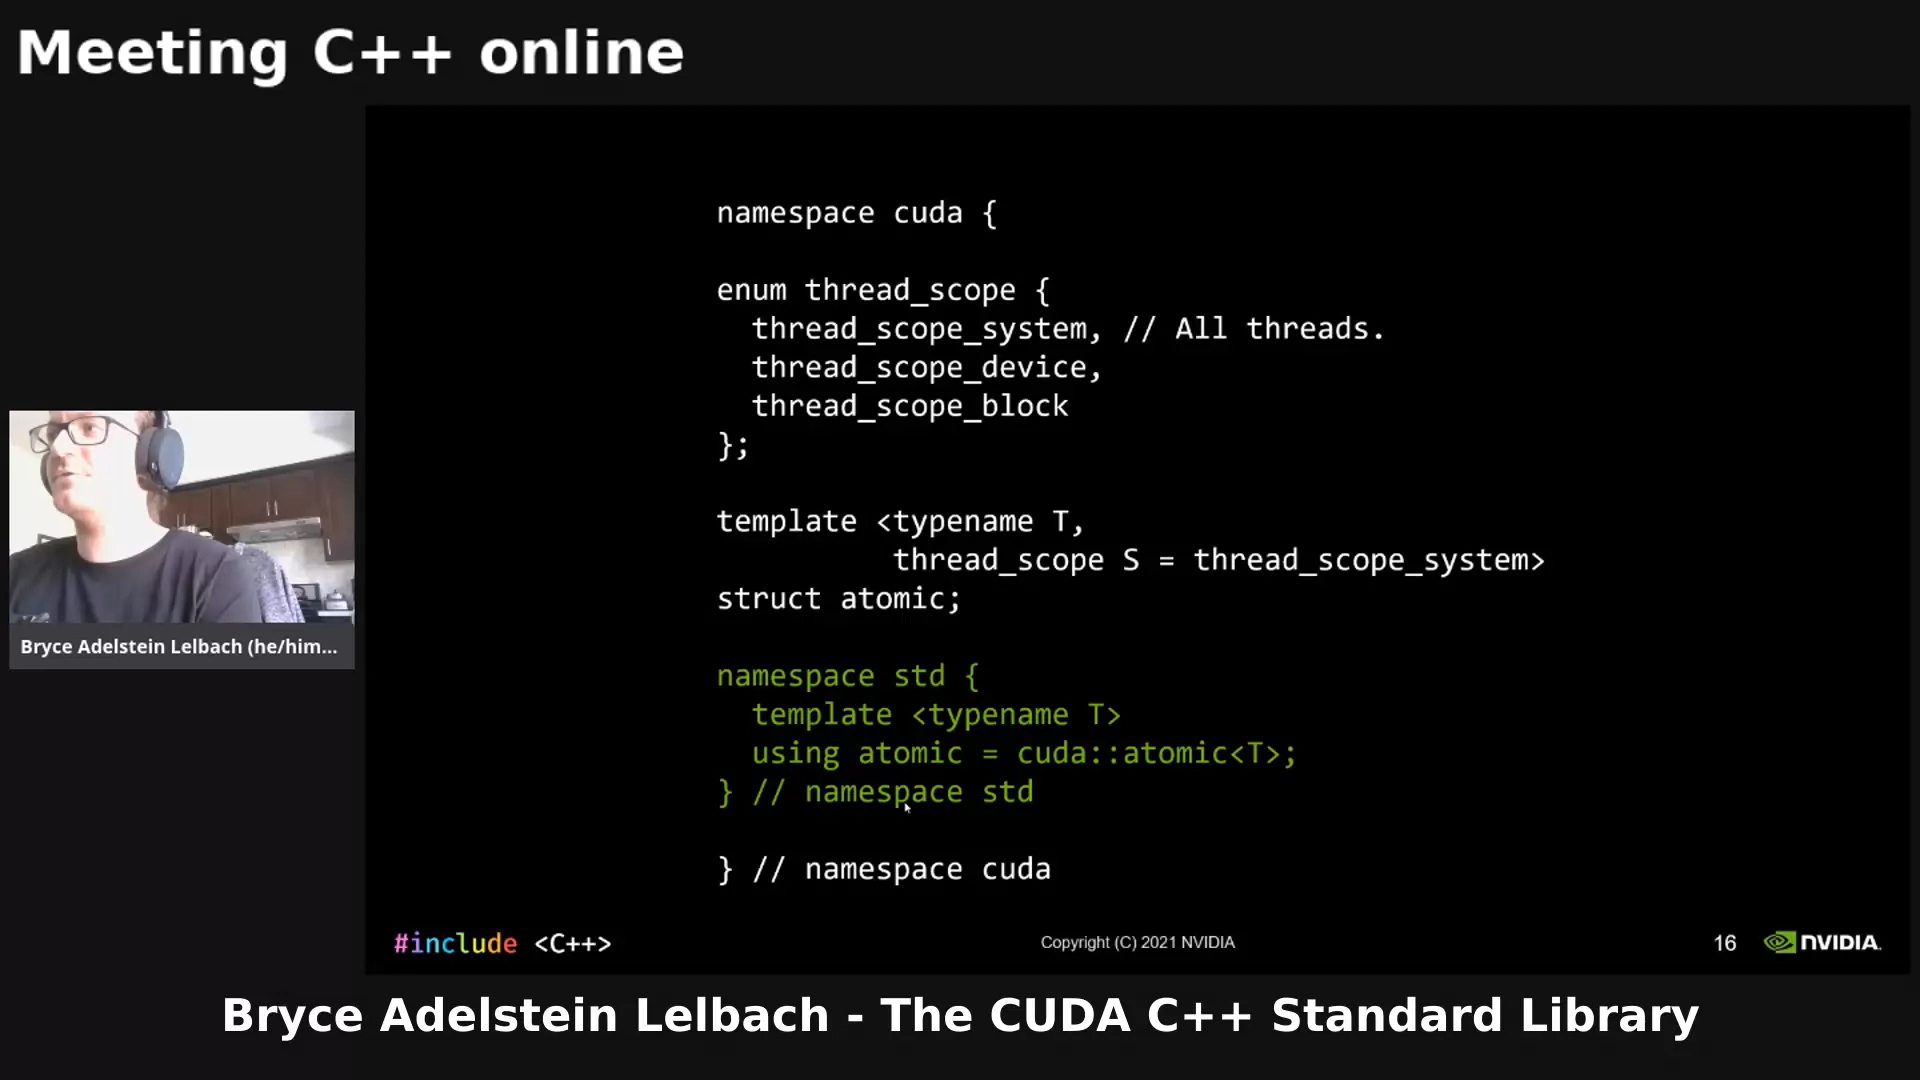 Meeting C++ online
namespace cuda {
enum thread_scope {
thread_scope_system, // All threads.
thread_scope_device,
thread_scope_block
};
template <typename T,
thread_scope S = thread_scope_system>
struct atomic;
namespace std {
template <typename T>
using atomic = cuda::atomic<T>;
} // namespace std
} // namespace cuda
Bryce Adelstein Lelbach (he/him...
#include <C++>
Copyright (C) 2021 NVIDIA
16
NVIDIA.
Bryce Adelstein Lelbach - The CUDA C++ Standard Library